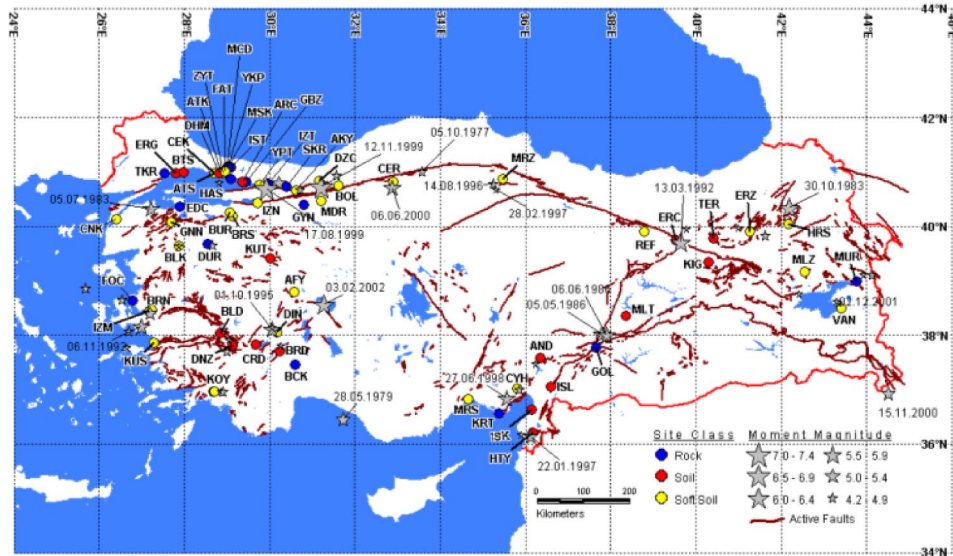 24°E 26°E 28°E 30°E 32°E 34°E 36°E 38°E 40°E 42°E 44°E 46°E
44°N
42°N
40°N
38°N
36°N
34°N
MCD
ZYT
YKP
FAT
ARC
ATK
MSK
GBZ
DHM
IST
IZT
CEK
YPT
SKR
AKY
ERG
BTS
DZC
12.11.1999
05.10.1977
TKR
CER
MRZ
ATS
HAS
BOL
14.08.1996
13.03.1992
30.10.1983
05.07.1983
EDC
IZN
GYN
MDR
06.06.2000
28.02.1997
ERC
TER
ERZ
CNK
GNN
BUR
BRS
17.08.1999
HRS
BLK
DUR
KUT
REF
KIG
MLZ
MUR
FOC
AFY
01.10.1995
03.02.2002
BRN
DIN
IZM
BLD
MLT
VAN
06.11.1992
KUS
DNZ
CRD
BRD
BCK
05.05.1986
AND
GOL
KOY
28.05.1979
27.06.1998
CYH
ISL
MRS
KRT
ISK
HTY
22.01.1997
15.11.2000
Site Class
Moment Magnitude
Rock
7.0 - 7.4
5.5 - 5.9
Soil
6.5 - 6.9
5.0 - 5.4
Soft Soil
6.0 - 6.4
4.2 - 4.9
0 100 200
Kilometers
Active Faults